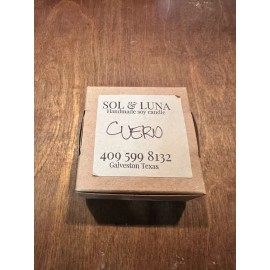 SOL & LUNA
Handmade soy candle
CUERO
409 599 8132
Galveston Texas